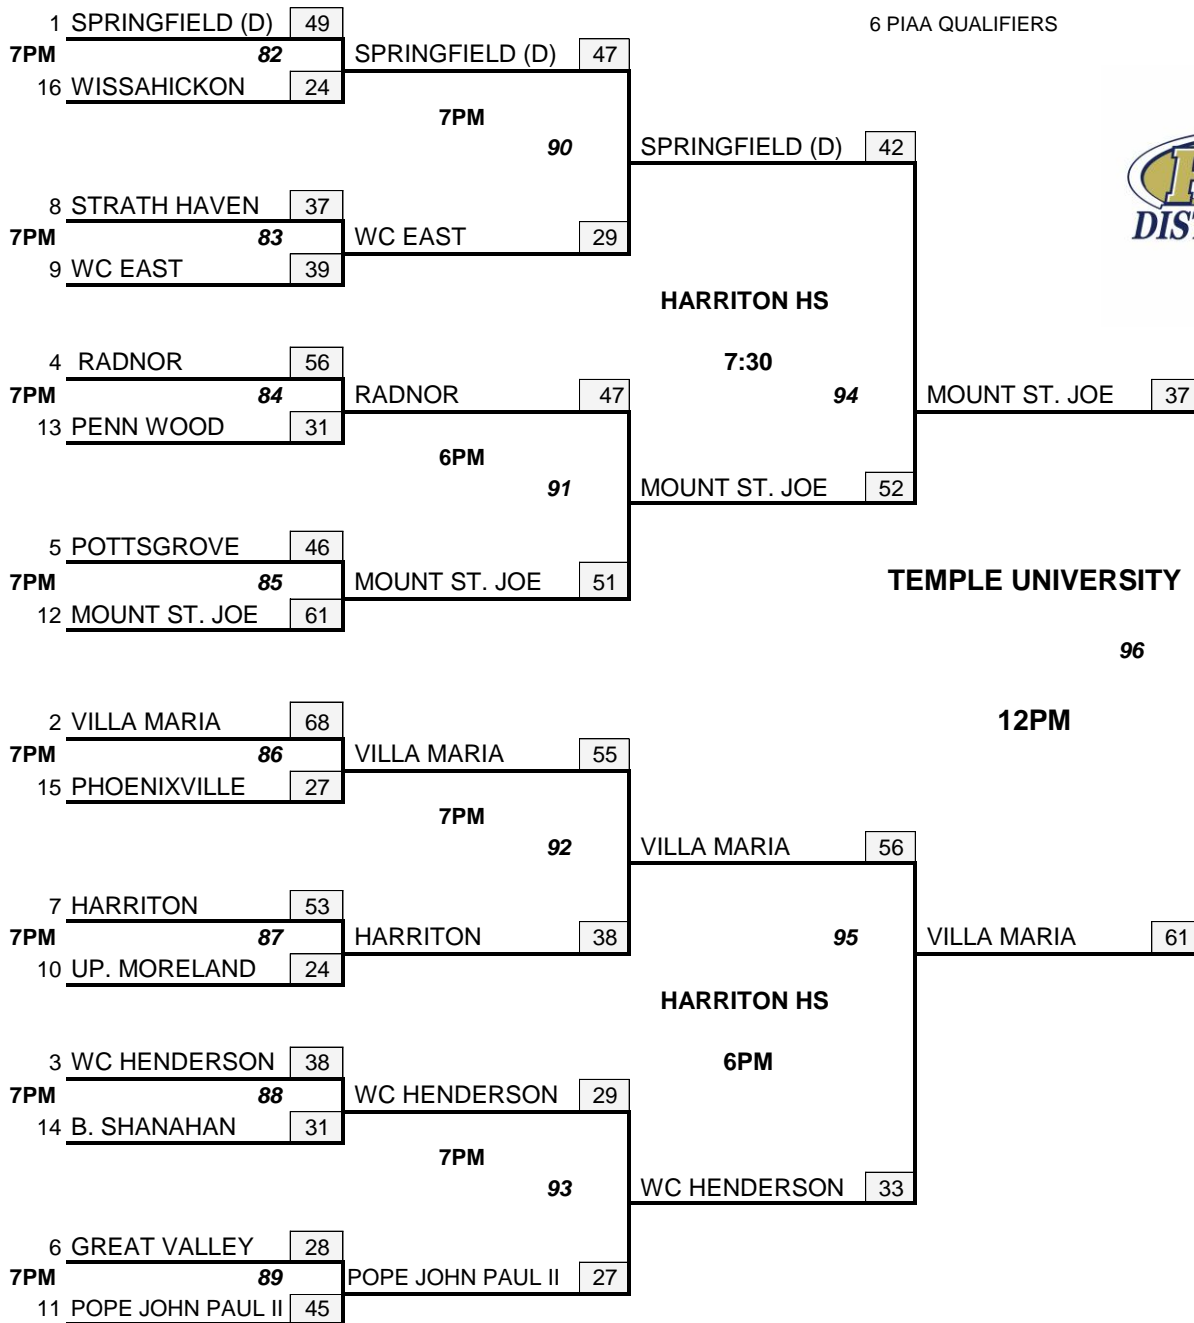 1 SPRINGFIELD (D) 49
6 PIAA QUALIFIERS
7PM 82 SPRINGFIELD (D) 47
16 WISSAHICKON 24
7PM
90 SPRINGFIELD (D) 42
8 STRATH HAVEN 37
7PM 83 WC EAST 29
9 WC EAST 39
HARRITON HS
4 RADNOR 56 7:30
7PM 84 RADNOR 47 94 MOUNT ST. JOE 37
13 PENN WOOD 31
6PM
91 MOUNT ST. JOE 52
5 POTTSGROVE 46
7PM 85 MOUNT ST. JOE 51 TEMPLE UNIVERSITY
12 MOUNT ST. JOE 61
96
2 VILLA MARIA 68 12PM
7PM 86 VILLA MARIA 55
15 PHOENIXVILLE 27
7PM
92 VILLA MARIA 56
7 HARRITON 53
7PM 87 HARRITON 38 95 VILLA MARIA 61
10 UP. MORELAND 24
HARRITON HS
3 WC HENDERSON 38 6PM
7PM 88 WC HENDERSON 29
14 B. SHANAHAN 31
7PM
93 WC HENDERSON 33
6 GREAT VALLEY 28
7PM 89 POPE JOHN PAUL II 27
11 POPE JOHN PAUL II 45